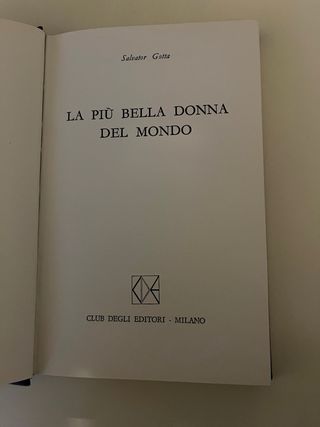 Salvator Gotta
LA PIÙ BELLA DONNA
DEL MONDO
CLUB DEGLI EDITORI - MILANO